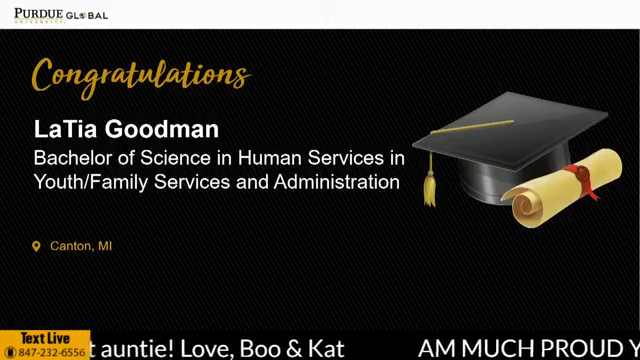 PURDUE GLOBAL
UNIVERSITY
Congratulations
LaTia Goodman
Bachelor of Science in Human Services in
Youth/Family Services and Administration
Canton, MI
Text Live
847-232-6556
t auntie! Love, Boo & Kat AM MUCH PROUD Y